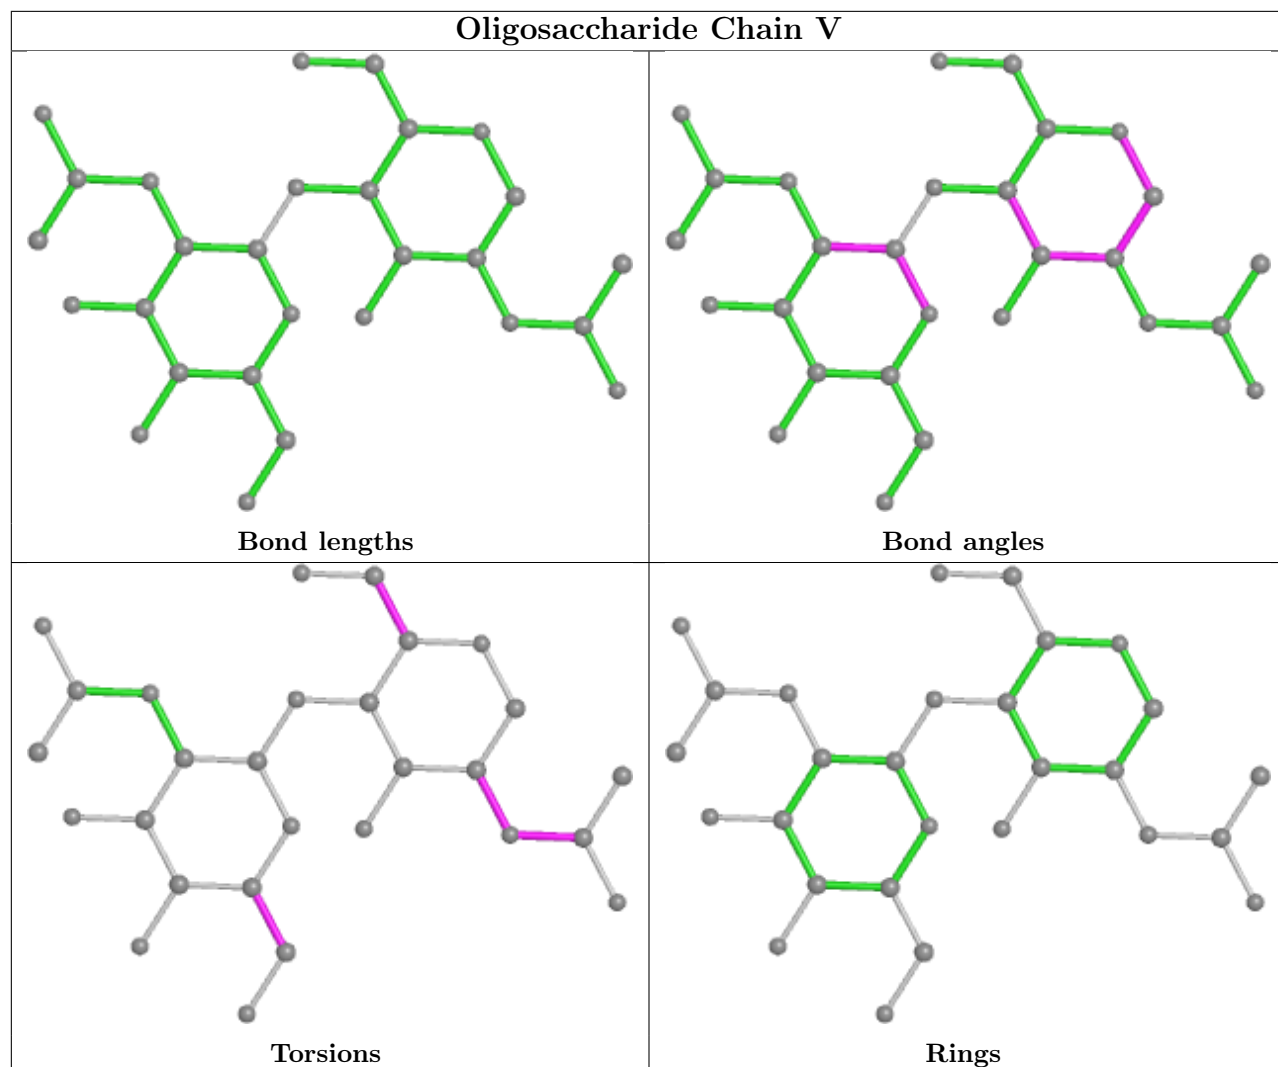 Oligosaccharide Chain V
Bond lengths
Bond angles
Torsions
Rings